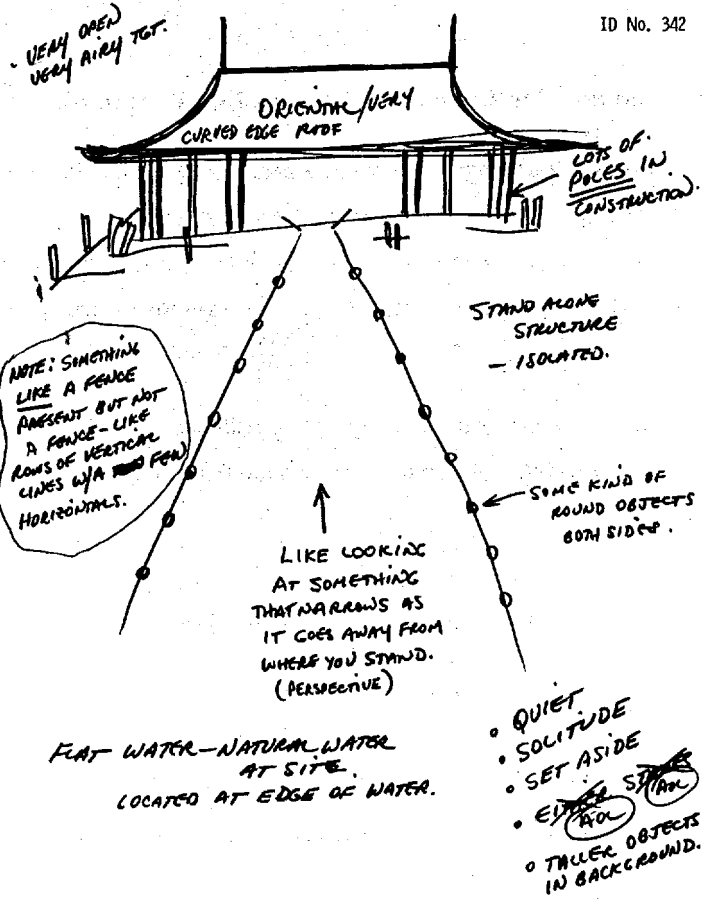 ID No. 342
- VERY OPEN
VERY AIRY TGT.
ORIENTAL/VERY
CURVED EDGE ROOF
LOTS OF
POLES IN
CONSTRUCTION.
STAND ALONE
STRUCTURE
- ISOLATED.
NOTE: SOMETHING
LIKE A FENCE
PRESENT BUT NOT
A FENCE - LIKE
ROWS OF VERTICAL
LINES W/A FEW
HORIZONTALS.
SOME KIND OF
ROUND OBJECTS
BOTH SIDES.
LIKE LOOKING
AT SOMETHING
THAT NARROWS AS
IT GOES AWAY FROM
WHERE YOU STAND.
(PERSPECTIVE)
FLAT WATER - NATURAL WATER
AT SITE.
LOCATED AT EDGE OF WATER.
• QUIET
• SOLITUDE
• SET ASIDE
AOL AOL
• TALLER OBJECTS
IN BACKGROUND.